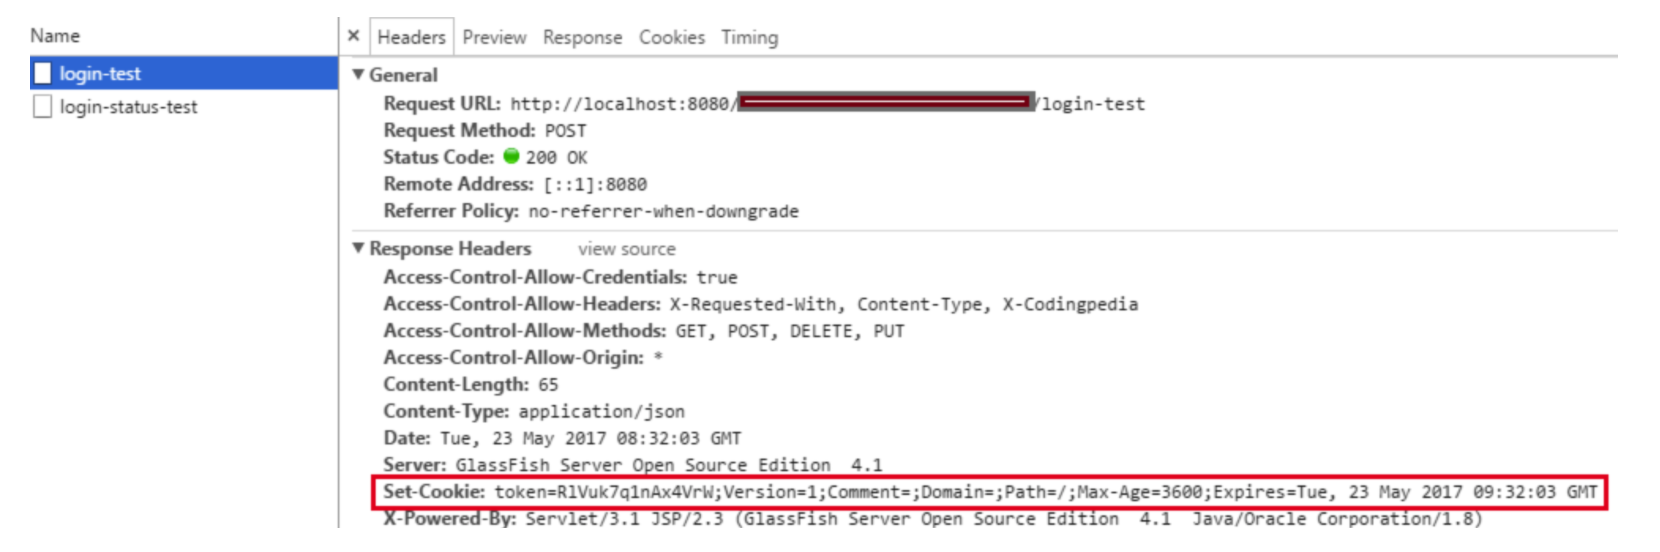 Name
× Headers Preview Response Cookies Timing
login-test
login-status-test
▼ General
Request URL: http://localhost:8080/ /login-test
Request Method: POST
Status Code: 200 OK
Remote Address: [::1]:8080
Referrer Policy: no-referrer-when-downgrade
▼ Response Headers view source
Access-Control-Allow-Credentials: true
Access-Control-Allow-Headers: X-Requested-With, Content-Type, X-Codingpedia
Access-Control-Allow-Methods: GET, POST, DELETE, PUT
Access-Control-Allow-Origin: *
Content-Length: 65
Content-Type: application/json
Date: Tue, 23 May 2017 08:32:03 GMT
Server: GlassFish Server Open Source Edition 4.1
Set-Cookie: token=RlVuk7q1nAx4VrW;Version=1;Comment=;Domain=;Path=/;Max-Age=3600;Expires=Tue, 23 May 2017 09:32:03 GMT
X-Powered-By: Servlet/3.1 JSP/2.3 (GlassFish Server Open Source Edition 4.1 Java/Oracle Corporation/1.8)